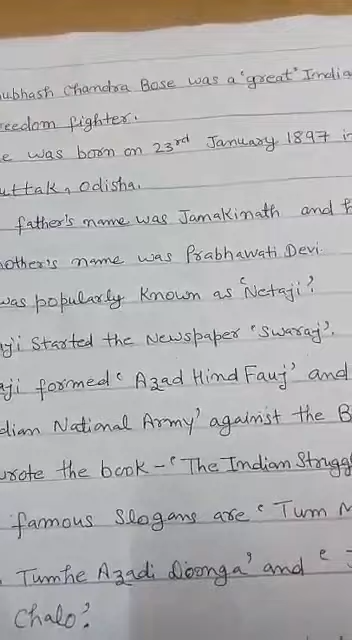 ubhash Chandra Bose was a "great" India
reedom fighter.
e was born on 23rd January 1897 i
uttak, Odisha.
father's name was Jamakinath and h
other's name was Prabhawati Devi.
was popularly known as 'Netaji'.
aji Started the Newspaper 'Swaraj'.
aji formed 'Azad Hind Fauj' and
dian National Army' against the B
wrote the book - 'The Indian Strugg
famous Slogans are 'Tum M
Tumhe Azadi Doonga' and '
Chalo'.